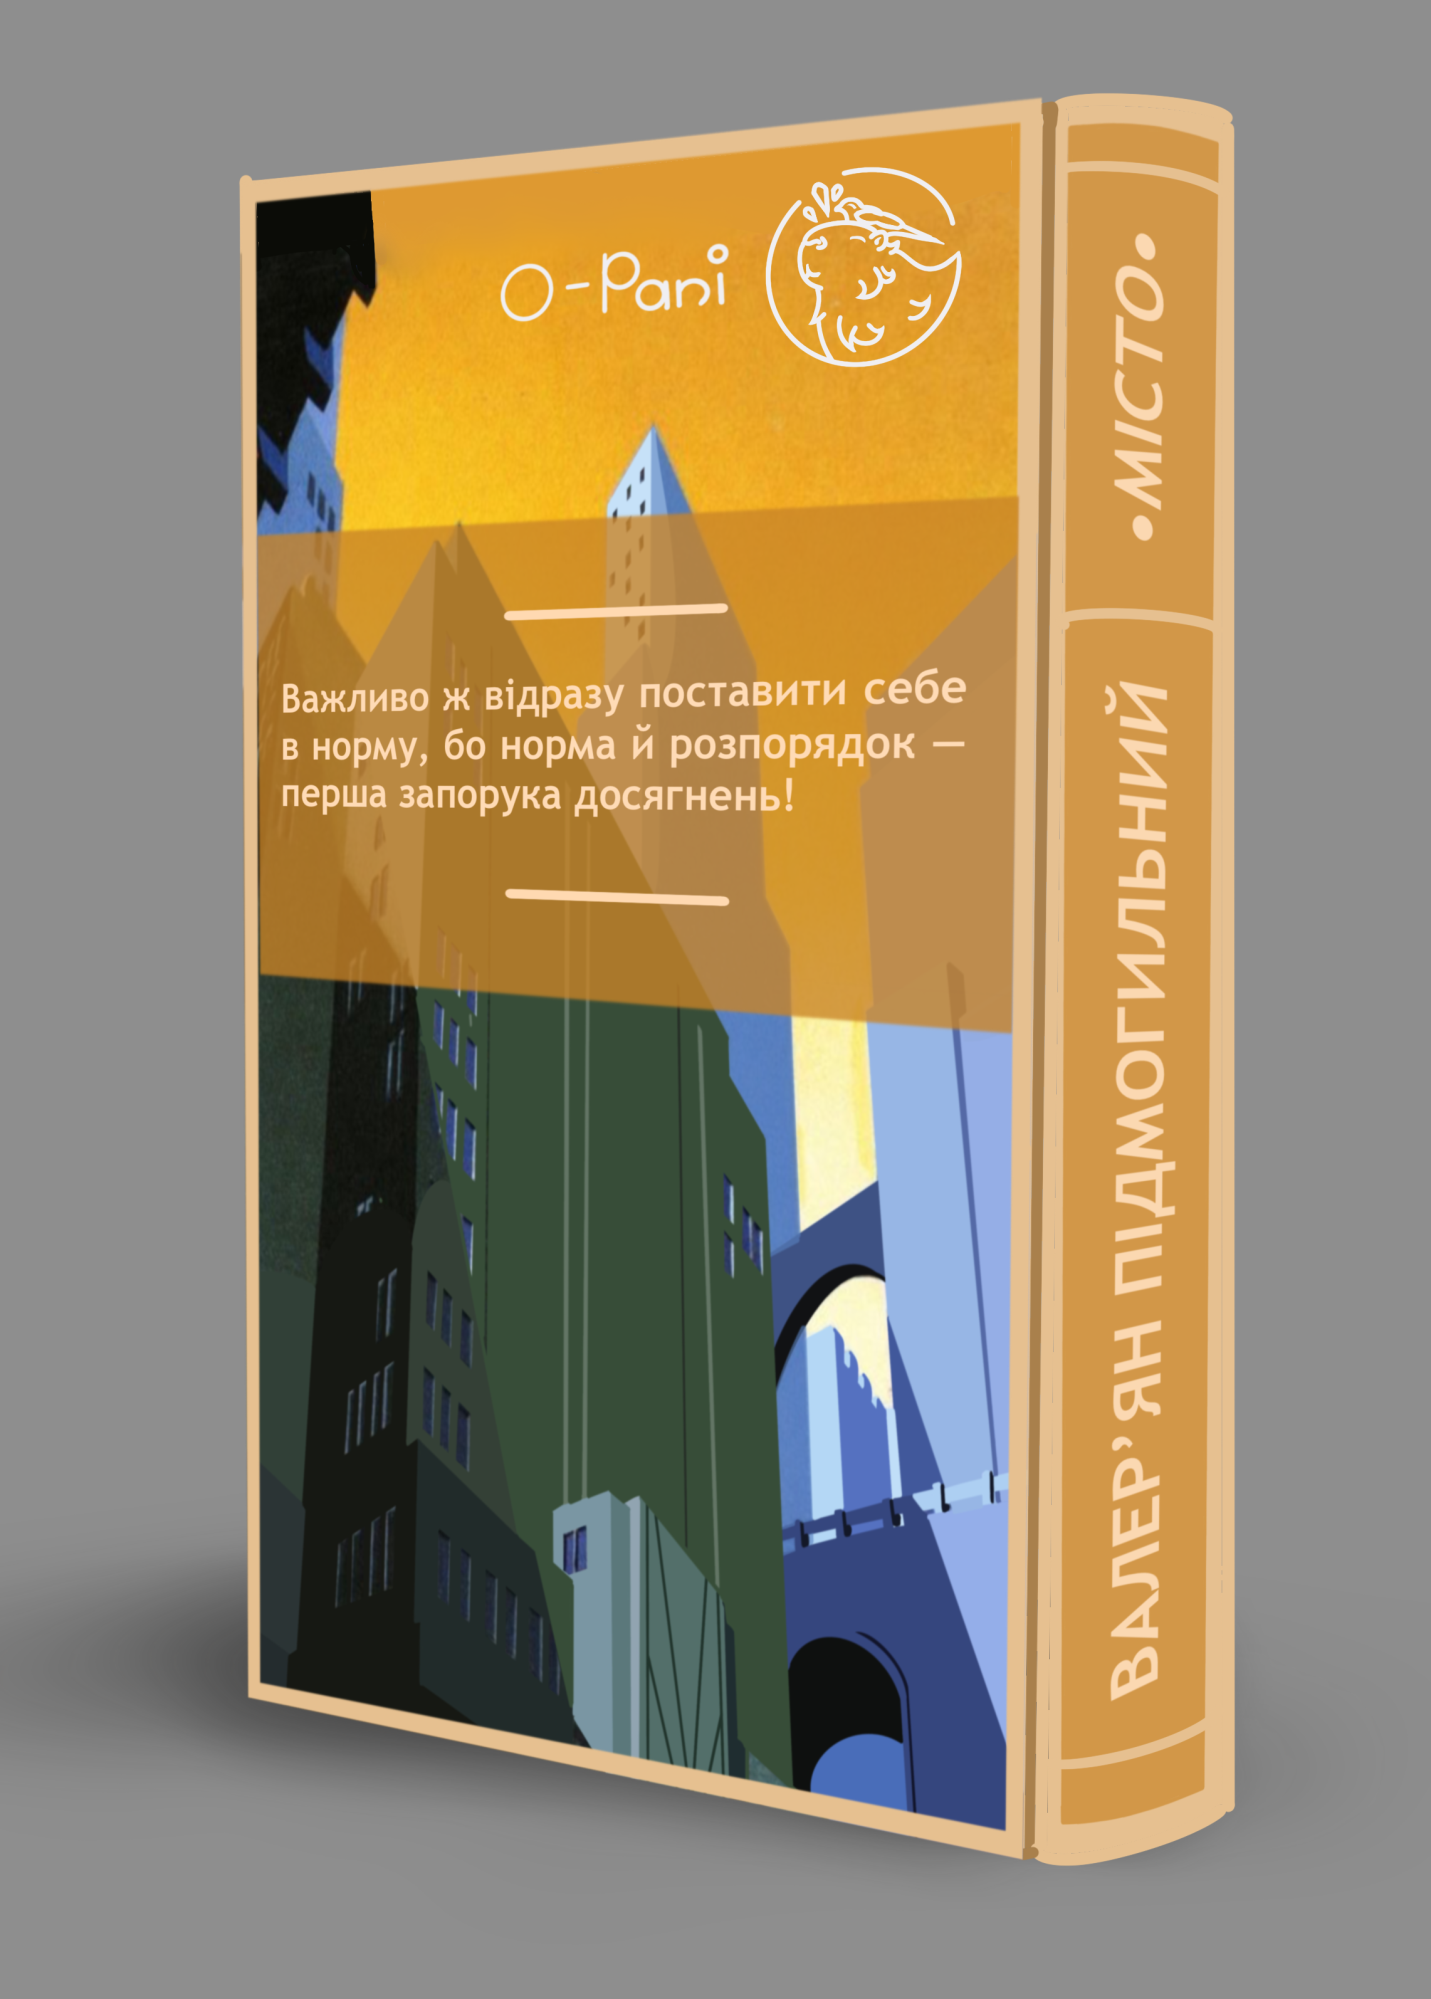 O-Pani
Важливо ж відразу поставити себе
в норму, бо норма й розпорядок —
перша запорука досягнень!
ВАЛЕР’ЯН ПІДМОГИЛЬНИЙ
•МІСТО•